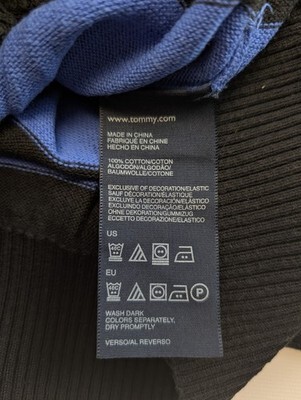 www.tommy.com
MADE IN CHINA
FABRIQUÉ EN CHINE
HECHO EN CHINA
100% COTTON/COTON
ALGODÓN/ALGODÃO/
BAUMWOLLE/COTONE
EXCLUSIVE OF DECORATION/ELASTIC
SAUF DÉCORATION/ÉLASTIQUE
EXCLUYE LA DECORACIÓN/ELÁSTICO
EXCLUINDO DECORAÇÃO/ELÁSTICO
OHNE DEKORATION/GUMMIZUG
ECCETTO DECORAZIONE/ELASTICO
US
EU
WASH DARK
COLORS SEPARATELY,
DRY PROMPTLY
VERSO/AL REVERSO